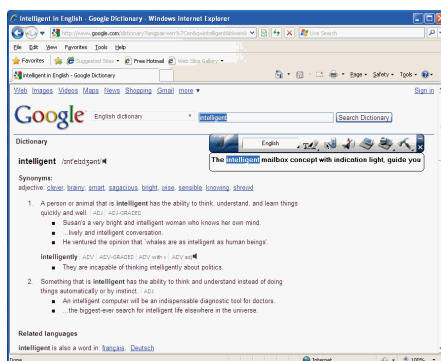 intelligent in English - Google Dictionary - Windows Internet Explorer
Live Search
File Edit View Favorites Tools Help
Favorites Suggested Sites Free Hotmail Web Slice Gallery
intelligent in English - Google Dictionary Page Safety Tools
Web Images Videos Maps News Shopping Gmail more Sign in
Google English dictionary intelligent Search Dictionary
Dictionary English
intelligent /ɪntelɪdʒənt/ The intelligent mailbox concept with indication light, guide you
Synonyms:
adjective: clever, brainy, smart, sagacious, bright, wise, sensible, knowing, shrewd
1. A person or animal that is intelligent has the ability to think, understand, and learn things
quickly and well. ADJ ADJ-GRADED
Susan's a very bright and intelligent woman who knows her own mind.
...lively and intelligent conversation.
He ventured the opinion that 'whales are as intelligent as human beings'.
intelligently ADV ADV-GRADED ADV with v ADV adj
They are incapable of thinking intelligently about politics.
2. Something that is intelligent has the ability to think and understand instead of doing
things automatically or by instinct. ADJ
An intelligent computer will be an indispensable diagnostic tool for doctors.
...the biggest-ever search for intelligent life elsewhere in the universe.
Related languages
intelligent is also a word in: français, Deutsch
Done Internet 100%